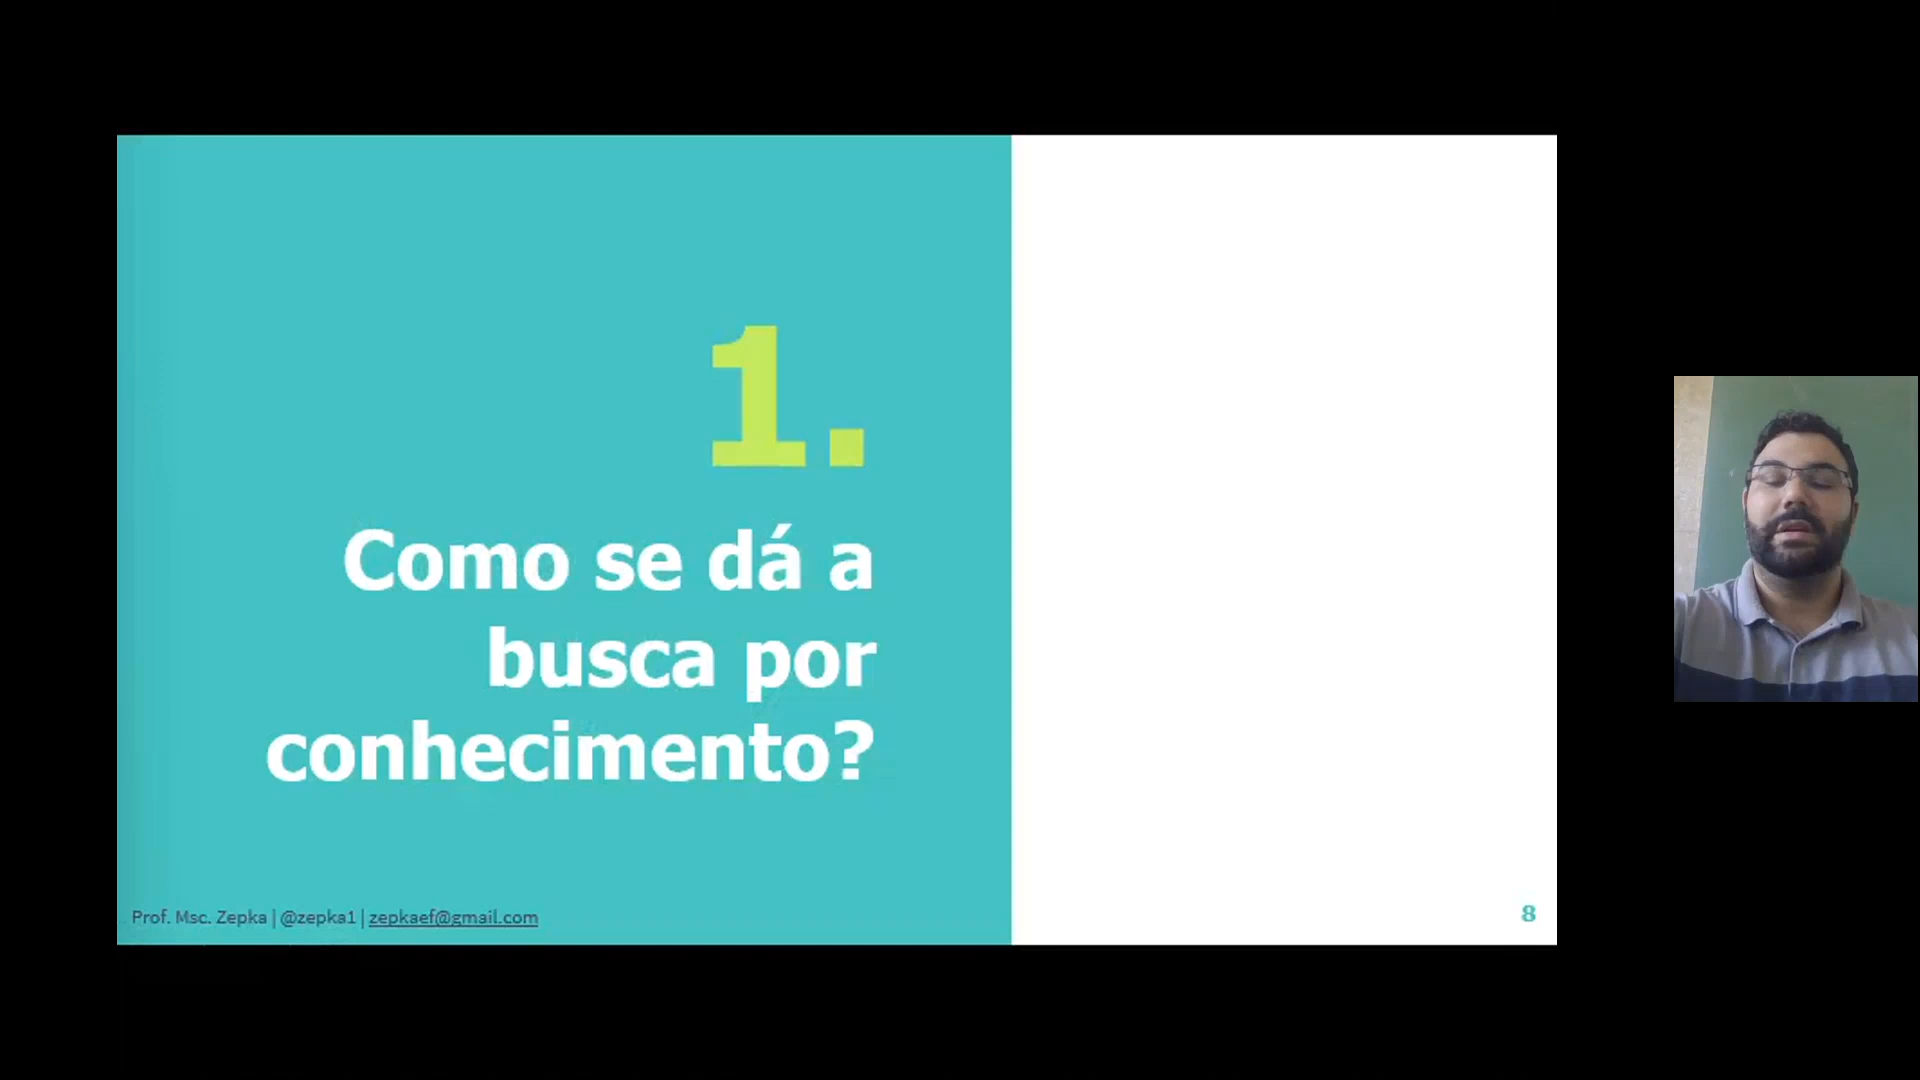 1.
Como se dá a
busca por
conhecimento?
Prof. Msc. Zepka | @zepka1 | zepkaef@gmail.com
8